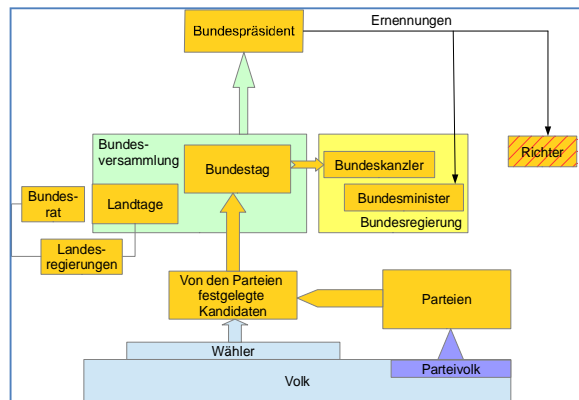 Bundespräsident
Ernennungen
Bundes-
versammlung
Bundestag
Bundeskanzler
Richter
Bundes-
rat
Landtage
Bundesminister
Bundesregierung
Landes-
regierungen
Von den Parteien
festgelegte
Kandidaten
Parteien
Wähler
Volk
Parteivolk